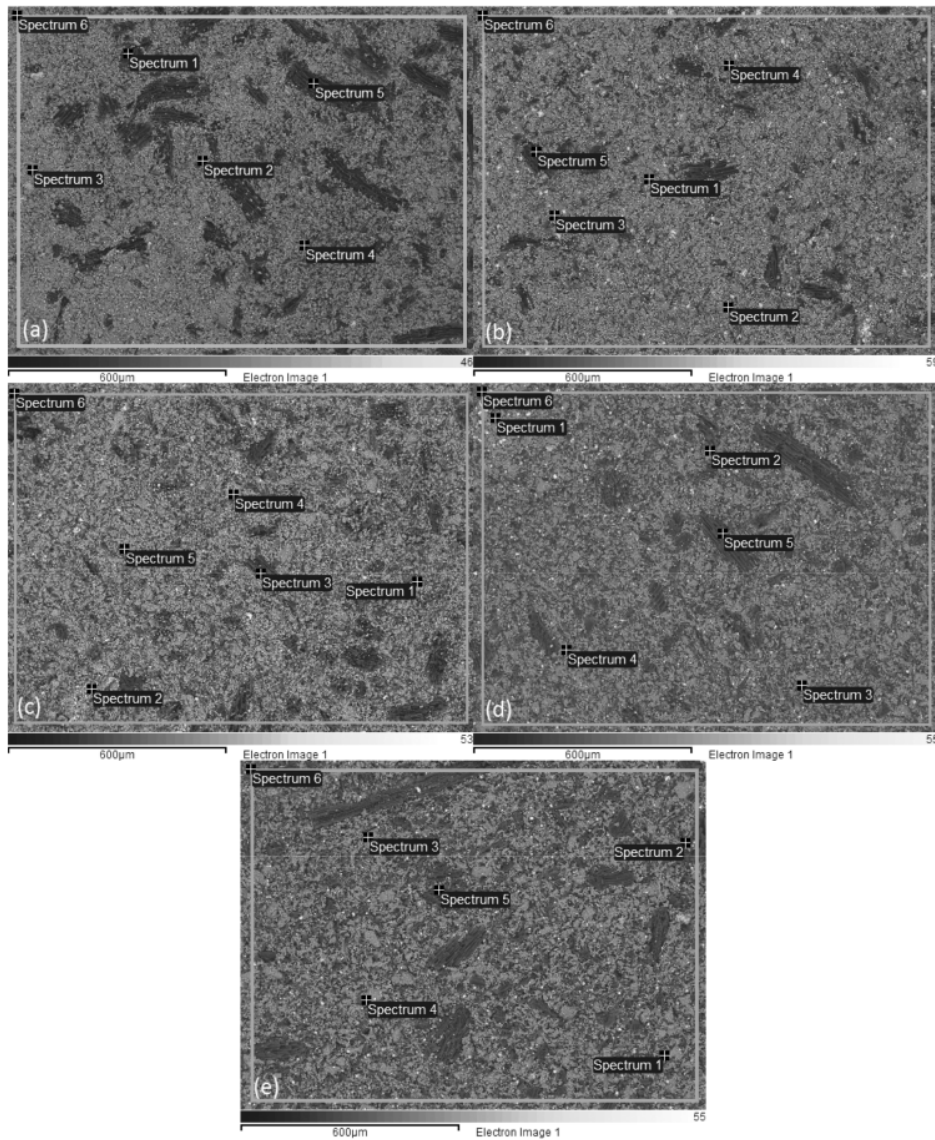 Spectrum 6
Spectrum 1
Spectrum 5
Spectrum 2
Spectrum 3
Spectrum 4
(a)
46
600µm Electron Image 1
Spectrum 6
Spectrum 4
Spectrum 5
Spectrum 1
Spectrum 3
Spectrum 2
(b)
600µm Electron Image 1
Spectrum 6
Spectrum 4
Spectrum 5
Spectrum 3
Spectrum 1
Spectrum 2
(c)
53
600µm Electron Image 1
Spectrum 6
Spectrum 1
Spectrum 2
Spectrum 5
Spectrum 4
Spectrum 3
(d)
55
600µm Electron Image 1
Spectrum 6
Spectrum 3
Spectrum 2
Spectrum 5
Spectrum 4
Spectrum 1
(e)
55
600µm Electron Image 1